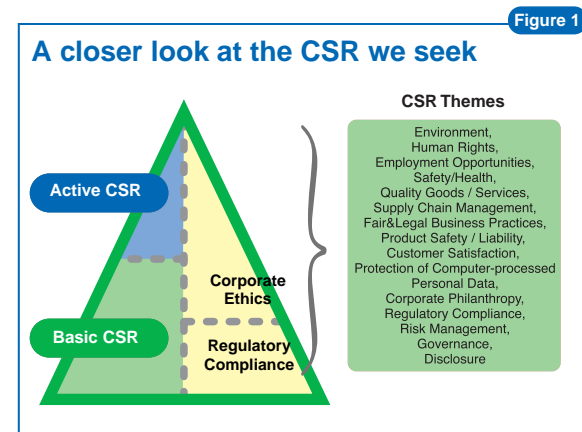 Figure 1
A closer look at the CSR we seek
Active CSR
Basic CSR
Corporate
Ethics
Regulatory
Compliance
CSR Themes
Environment,
Human Rights,
Employment Opportunities,
Safety/Health,
Quality Goods / Services,
Supply Chain Management,
Fair&Legal Business Practices,
Product Safety / Liability,
Customer Satisfaction,
Protection of Computer-processed
Personal Data,
Corporate Philanthropy,
Regulatory Compliance,
Risk Management,
Governance,
Disclosure